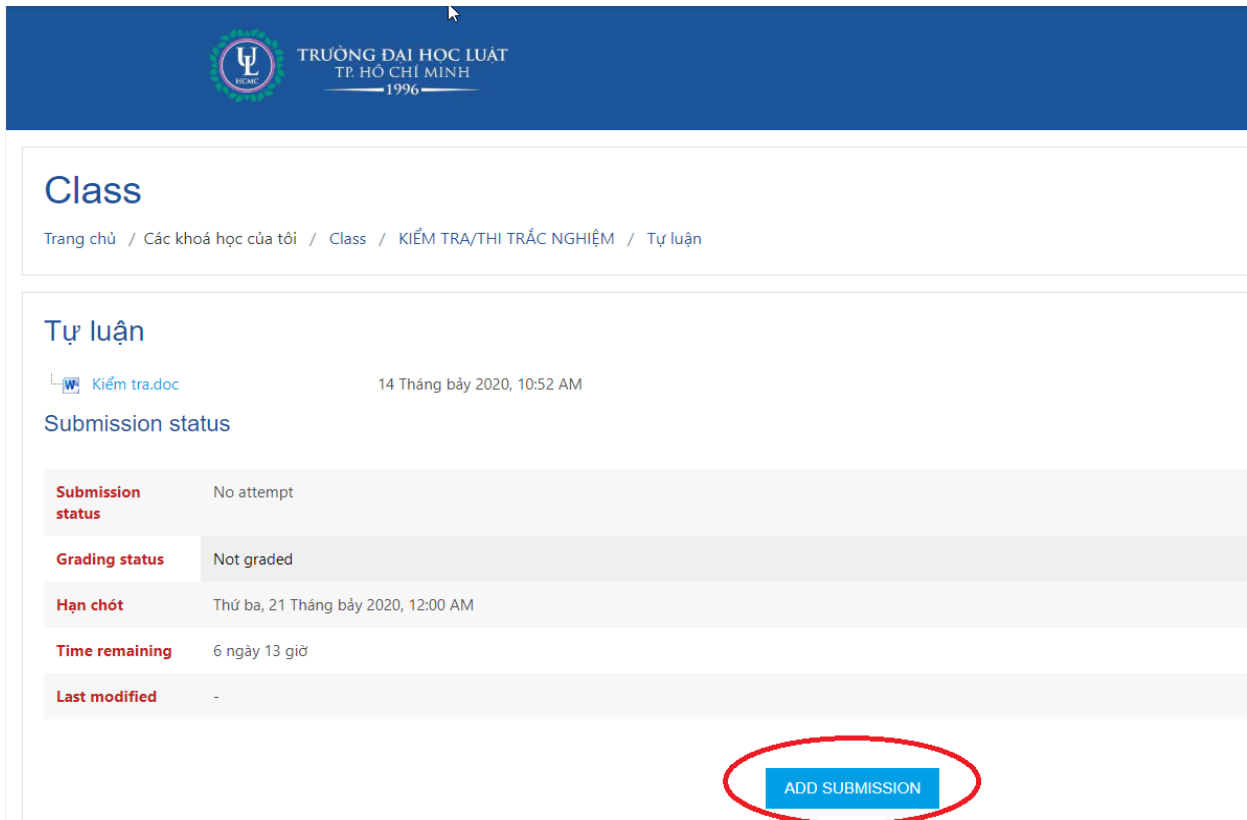 UL
HCMC
TRƯỜNG ĐẠI HỌC LUẬT
TP. HỒ CHÍ MINH
1996
Class
Trang chủ / Các khoá học của tôi / Class / KIỂM TRA/THI TRẮC NGHIỆM / Tự luận
Tự luận
Kiểm tra.doc 14 Tháng bảy 2020, 10:52 AM
Submission status
Submission No attempt
status
Grading status Not graded
Hạn chót Thứ ba, 21 Tháng bảy 2020, 12:00 AM
Time remaining 6 ngày 13 giờ
Last modified -
ADD SUBMISSION